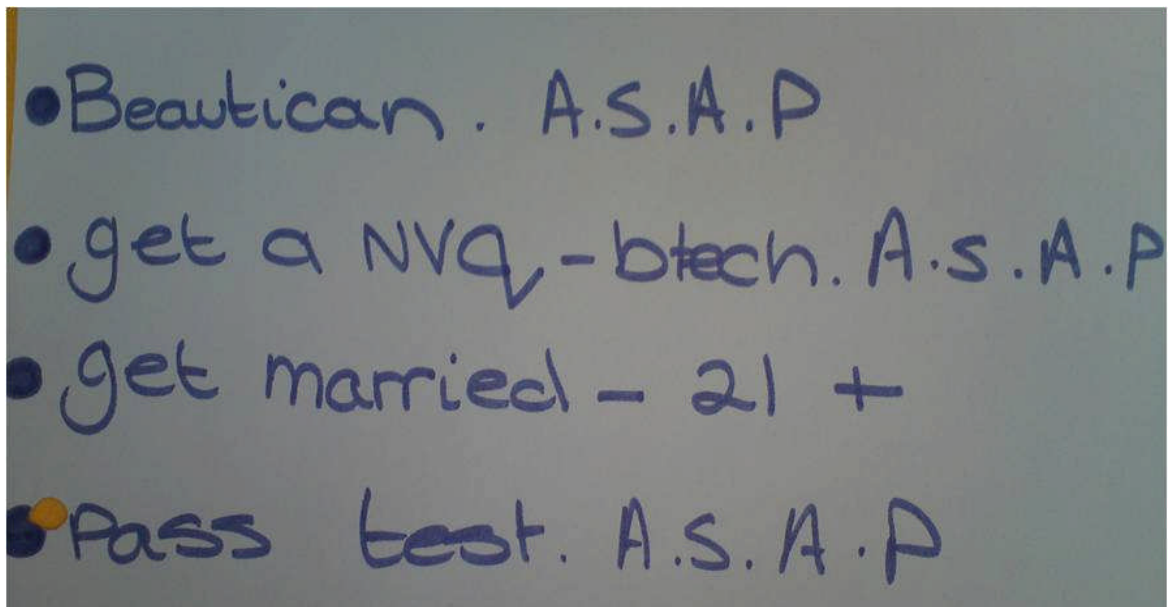 • Beautican. A.S.A.P
• get a NVQ - btech. A.S.A.P
• get married - 21 +
• Pass test. A.S.A.P